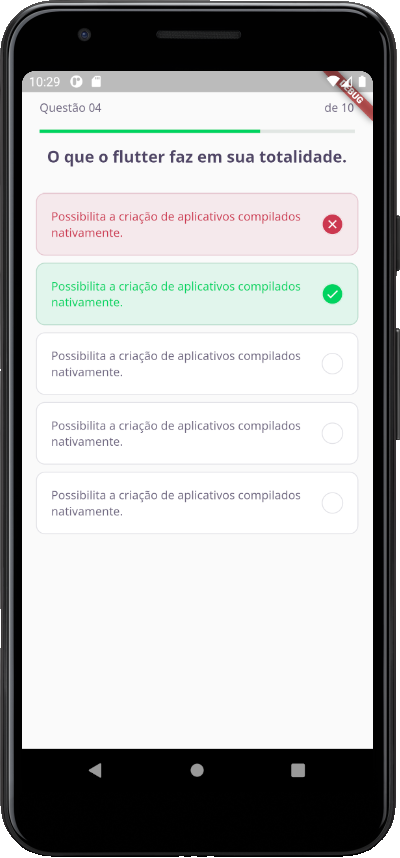 10:29
DEBUG
Questão 04
de 10
O que o flutter faz em sua totalidade.
Possibilita a criação de aplicativos compilados
nativamente.
Possibilita a criação de aplicativos compilados
nativamente.
Possibilita a criação de aplicativos compilados
nativamente.
Possibilita a criação de aplicativos compilados
nativamente.
Possibilita a criação de aplicativos compilados
nativamente.